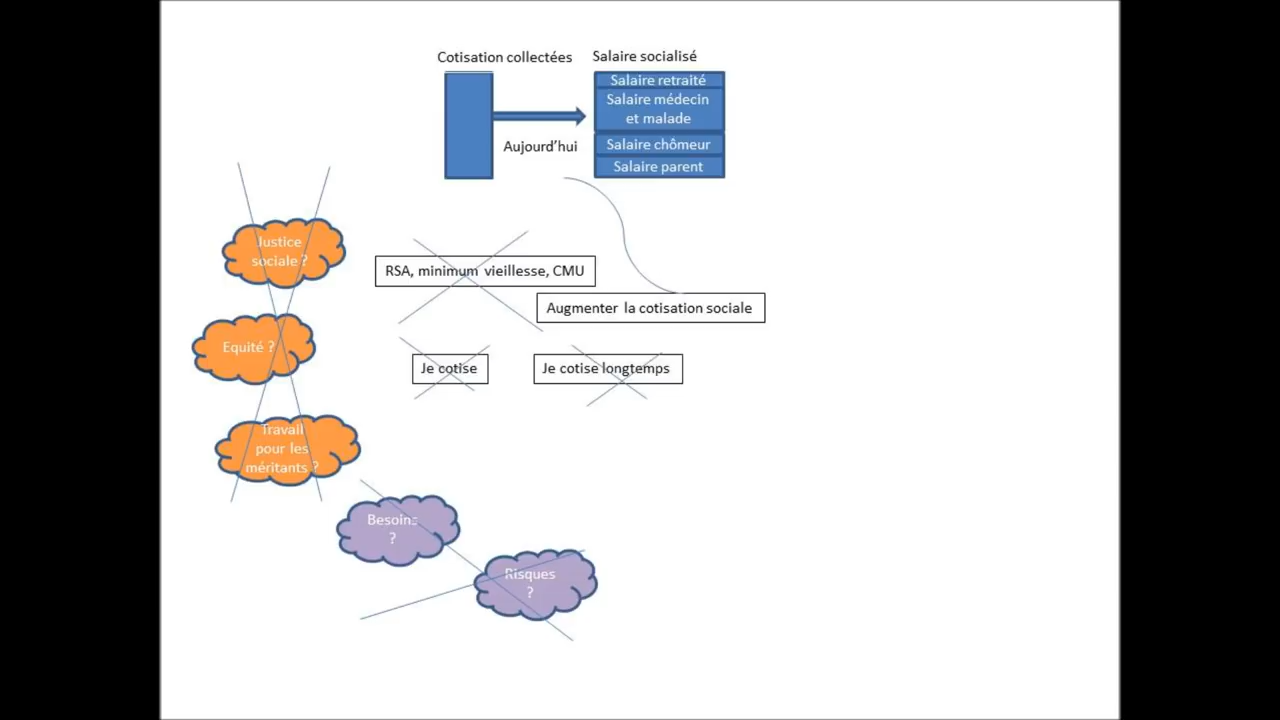 Cotisation collectées
Salaire socialisé
Salaire retraité
Salaire médecin
et malade
Aujourd'hui
Salaire chômeur
Salaire parent
Justice
sociale ?
RSA, minimum vieillesse, CMU
Augmenter la cotisation sociale
Equité ?
Je cotise
Je cotise longtemps
Travail
pour les
méritants ?
Besoins
?
Risques
?